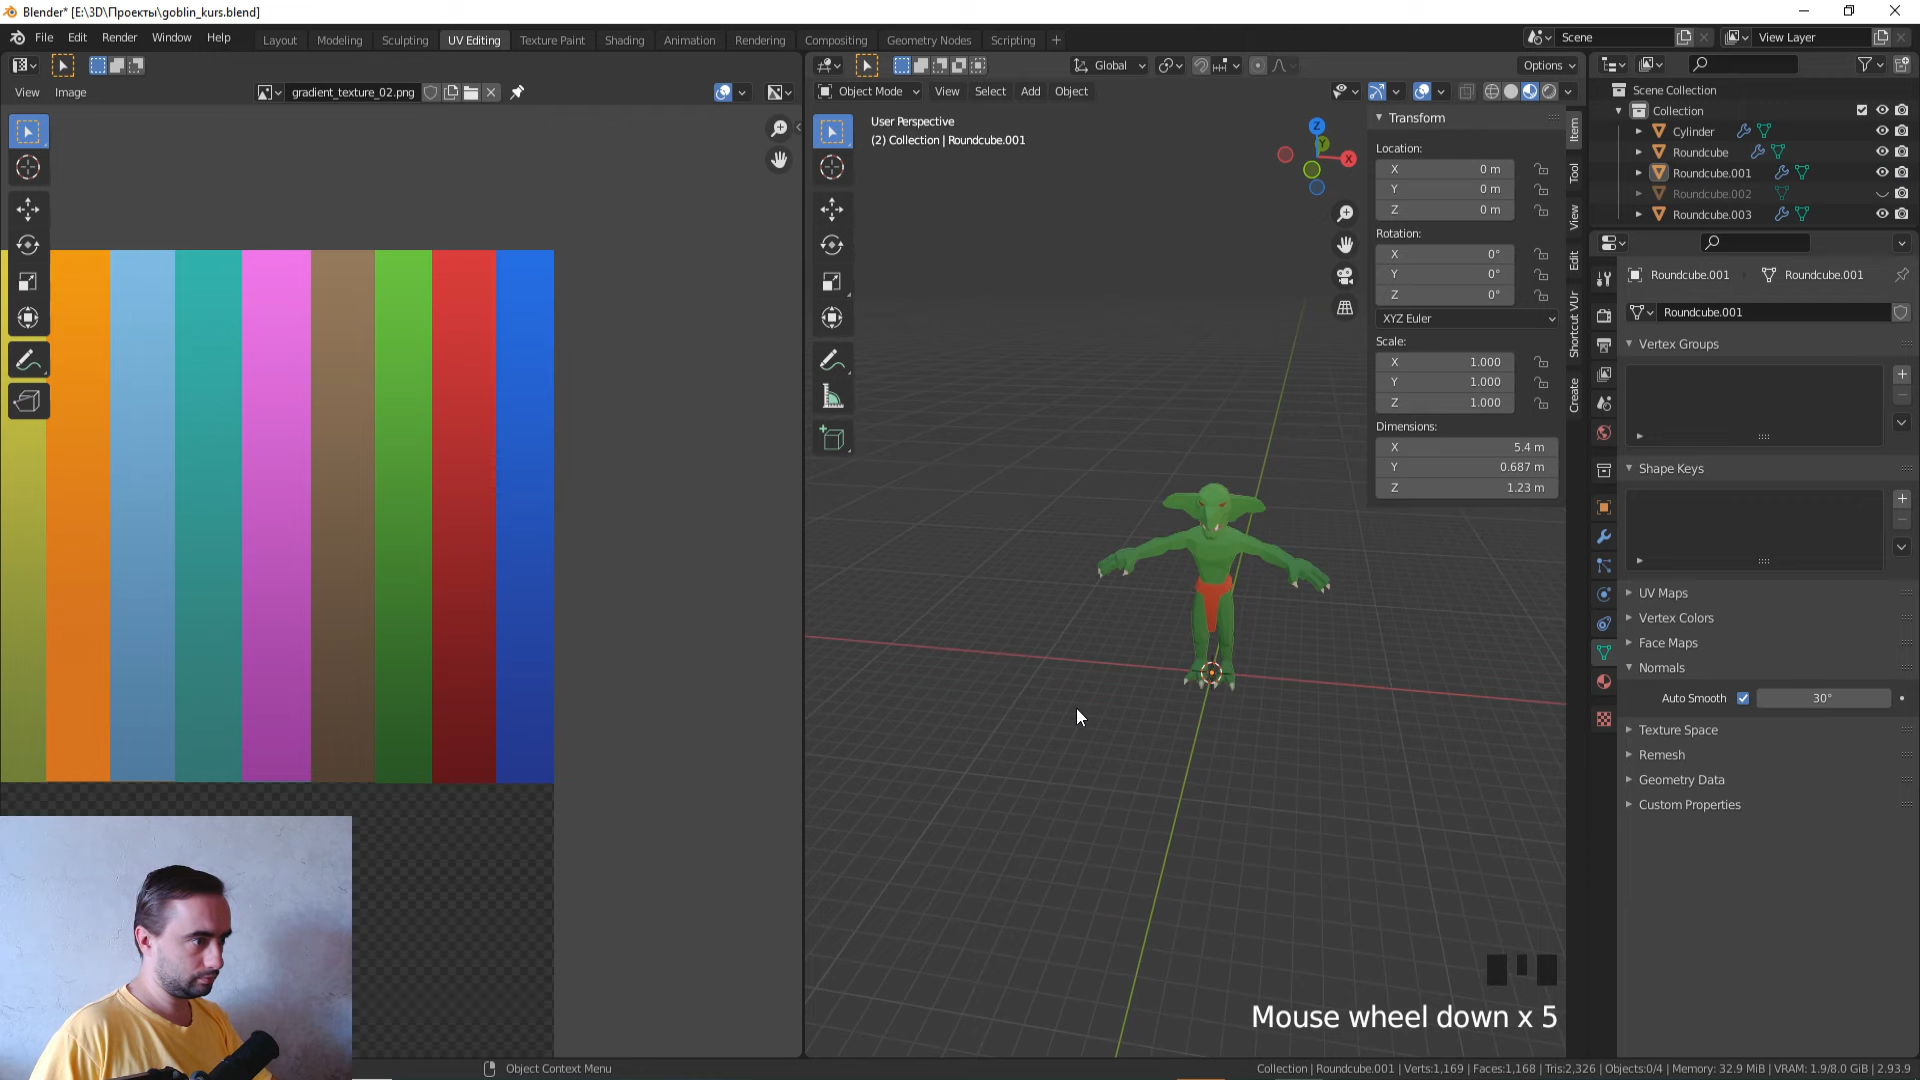 Blender* [E:\3D\Проекты\goblin_kurs.blend]
File Edit Render Window Help Layout Modeling Sculpting UV Editing Texture Paint Shading Animation Rendering Compositing Geometry Nodes Scripting + Scene View Layer
Global Options
View Image gradient_texture_02.png Object Mode View Select Add Object
User Perspective
(2) Collection | Roundcube.001
Z
Y
X
Transform
Location:
X 0 m
Y 0 m
Z 0 m
Rotation:
X 0°
Y 0°
Z 0°
XYZ Euler
Scale:
X 1.000
Y 1.000
Z 1.000
Dimensions:
X 5.4 m
Y 0.687 m
Z 1.23 m
Item
Tool
View
Edit
Shortcut VUr
Create
Scene Collection
Collection
Cylinder
Roundcube
Roundcube.001
Roundcube.002
Roundcube.003
Roundcube.001 Roundcube.001
Roundcube.001
Vertex Groups
Shape Keys
UV Maps
Vertex Colors
Face Maps
Normals
Auto Smooth 30°
Texture Space
Remesh
Geometry Data
Custom Properties
Mouse wheel down x 5
Object Context Menu
Collection | Roundcube.001 | Verts:1,169 | Faces:1,168 | Tris:2,326 | Objects:0/4 | Memory: 32.9 MiB | VRAM: 1.9/8.0 GiB | 2.93.9